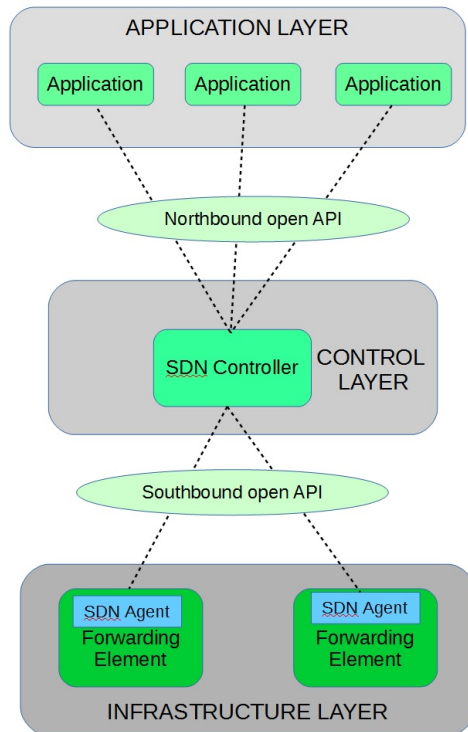 APPLICATION LAYER
Application Application Application
Northbound open API
SDN Controller
CONTROL
LAYER
Southbound open API
SDN Agent
Forwarding
Element
SDN Agent
Forwarding
Element
INFRASTRUCTURE LAYER